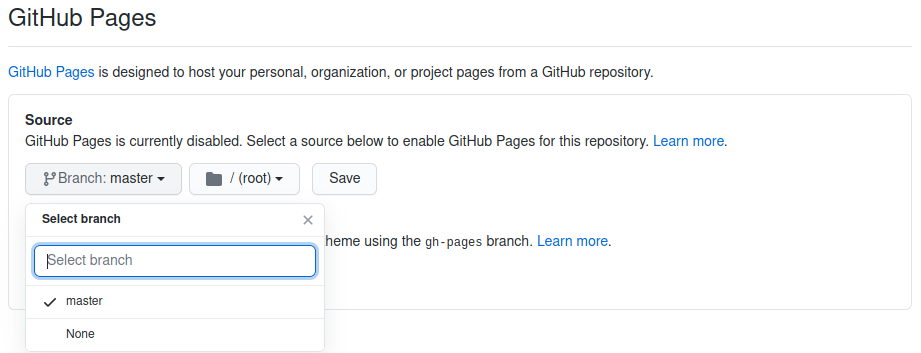 GitHub Pages
GitHub Pages is designed to host your personal, organization, or project pages from a GitHub repository.
Source
GitHub Pages is currently disabled. Select a source below to enable GitHub Pages for this repository. Learn more.
Branch: master / (root) Save
Select branch
heme using the gh-pages branch. Learn more.
Select branch
master
None